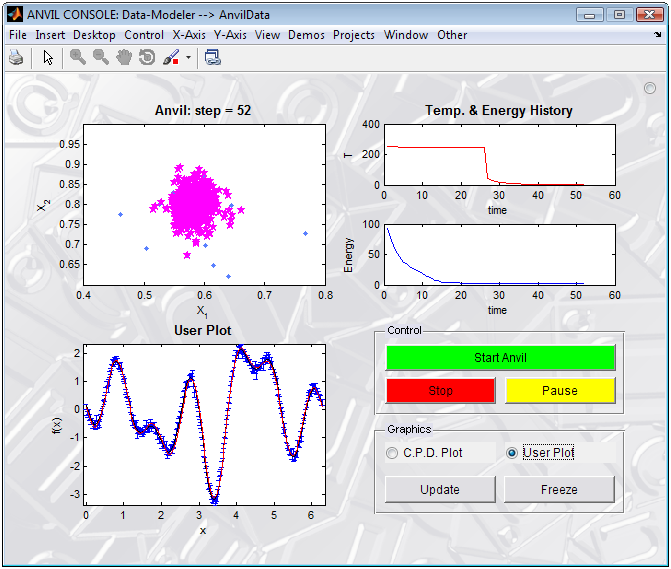 ANVIL CONSOLE: Data-Modeler --> AnvilData
File Insert Desktop Control X-Axis Y-Axis View Demos Projects Window Other
Anvil: step = 52
0.95
0.9
0.85
0.8
0.75
0.7
0.65
X2
0.4 0.5 0.6 0.7 0.8
X1
Temp. & Energy History
400
200
0
T
0 10 20 30 40 50 60
time
100
50
0
Energy
0 10 20 30 40 50 60
time
User Plot
2
1
0
-1
-2
-3
f(x)
0 1 2 3 4 5 6
x
Control
Start Anvil
Stop Pause
Graphics
C.P.D. Plot User Plot
Update Freeze